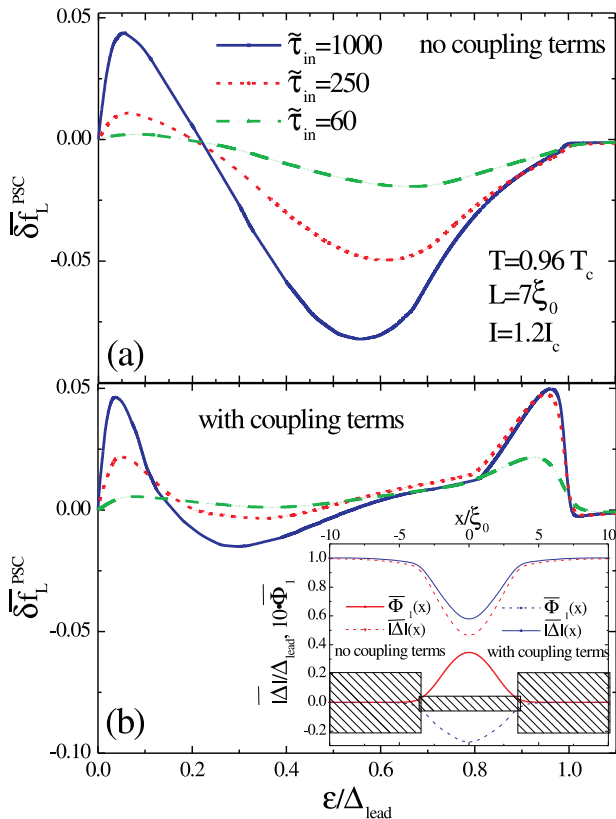 0.05
τ̃in=1000
no coupling terms
τ̃in=250
τ̃in=60
0.00
δf̄L^PSC
-0.05
T=0.96 Tc
L=7ξ0
I=1.2Ic
(a)
0.05
with coupling terms
0.00
δf̄L^PSC
x/ξ0
-10 -5 0 5 10
1.0
0.8
0.6
0.4
0.2
0.0
-0.2
|Δ|/Δlead, 10•Φ̄1
Φ̄1(x) Φ̄1(x)
|Δ|(x) |Δ|(x)
no coupling terms with coupling terms
-0.05
(b)
-0.10
0.0 0.2 0.4 0.6 0.8 1.0
ε/Δlead